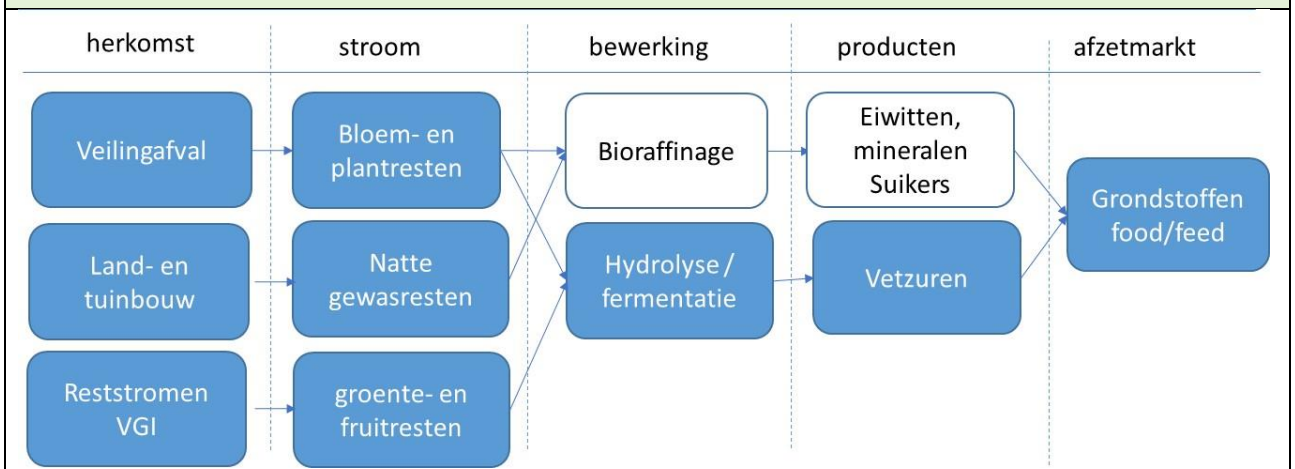 herkomst
stroom
bewerking
producten
afzetmarkt
Veilingafval
Bloem- en
plantresten
Bioraffinage
Eiwitten,
mineralen
Suikers
Grondstoffen
food/feed
Land- en
tuinbouw
Natte
gewasresten
Hydrolyse /
fermentatie
Vetzuren
Reststromen
VGI
groente- en
fruitresten